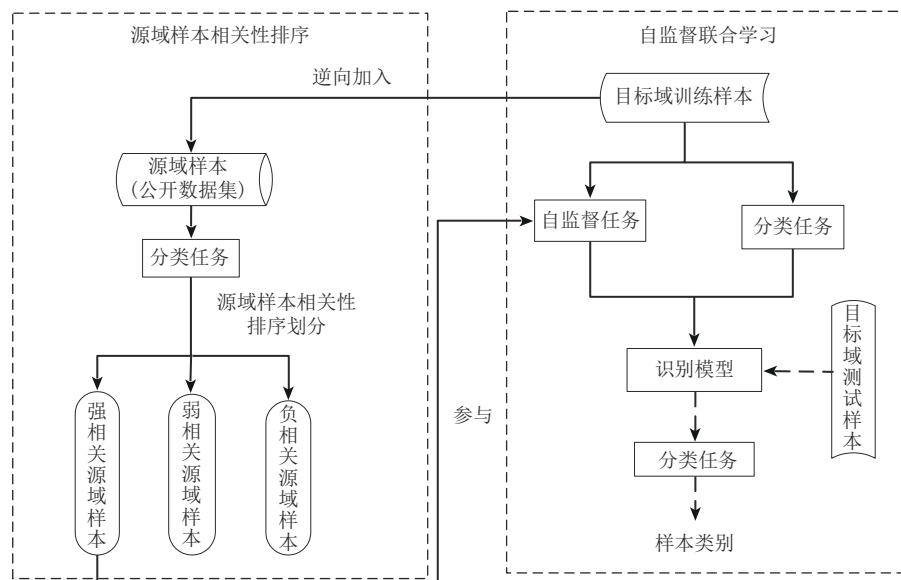 源域样本相关性排序
逆向加入
源域样本
(公开数据集)
分类任务
源域样本相关性
排序划分
强相关源域样本
弱相关源域样本
负相关源域样本
参与
自监督联合学习
目标域训练样本
自监督任务
分类任务
识别模型
目标域测试样本
分类任务
样本类别